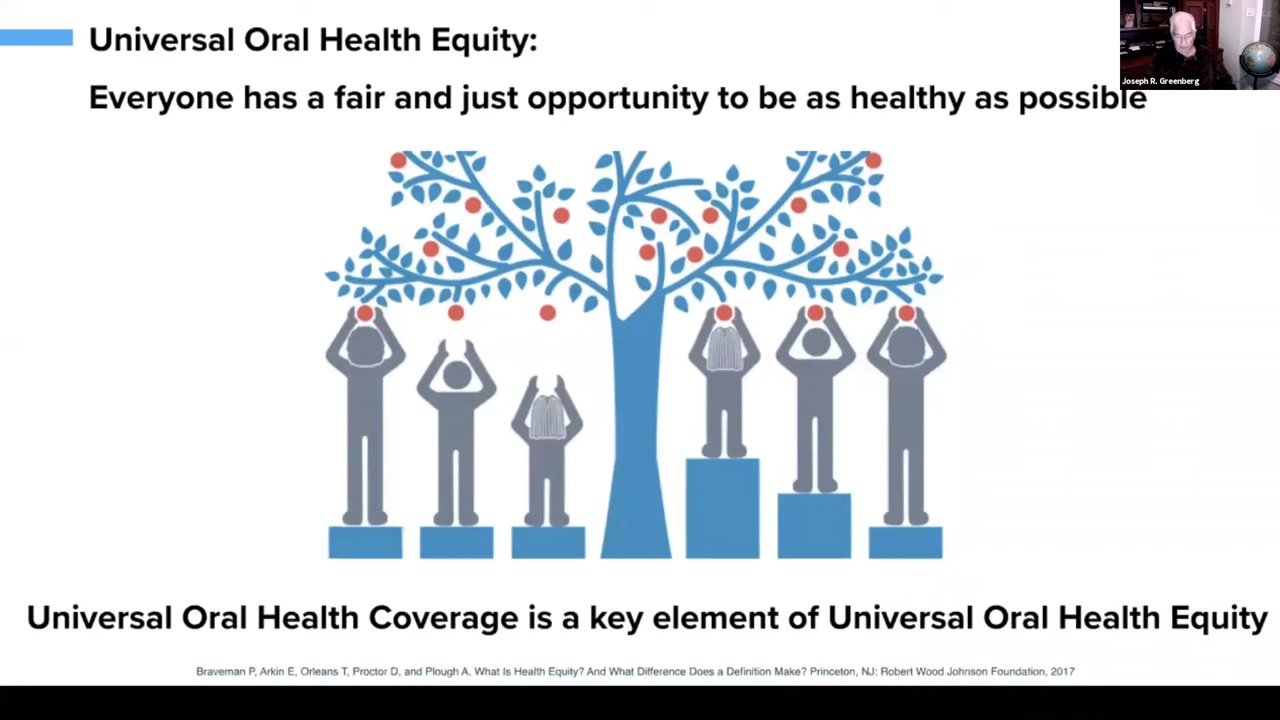 Universal Oral Health Equity:
Everyone has a fair and just opportunity to be as healthy as possible
Joseph R. Greenberg
Universal Oral Health Coverage is a key element of Universal Oral Health Equity
Braveman P, Arkin E, Orleans T, Proctor D, and Plough A. What Is Health Equity? And What Difference Does a Definition Make? Princeton, NJ: Robert Wood Johnson Foundation, 2017